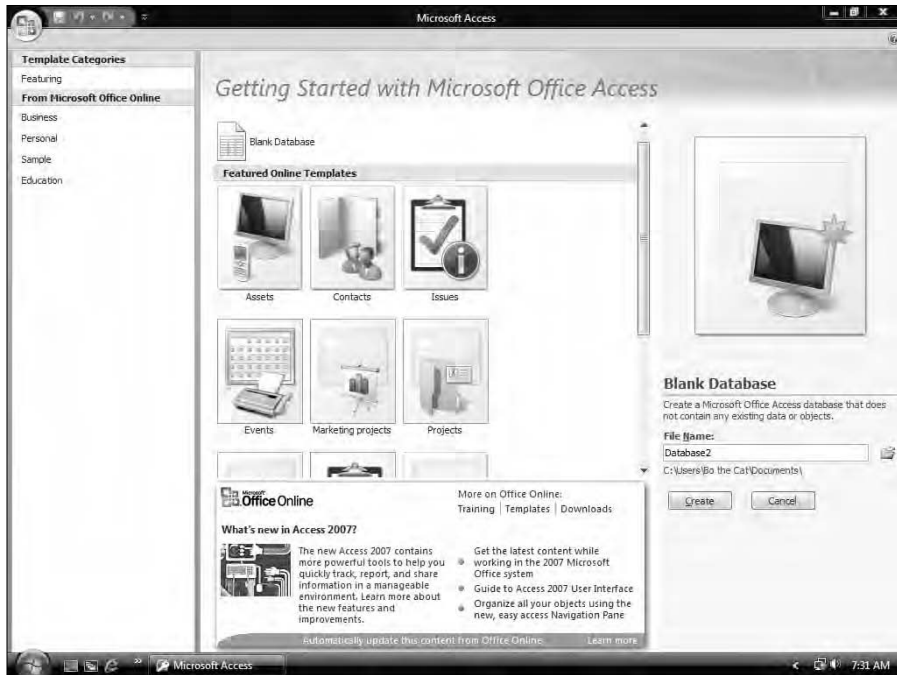 Microsoft Access
Template Categories
Featuring
From Microsoft Office Online
Business
Personal
Sample
Education
Getting Started with Microsoft Office Access
Blank Database
Featured Online Templates
Assets
Contacts
Issues
Events
Marketing projects
Projects
Microsoft
Office Online
More on Office Online:
Training | Templates | Downloads
What's new in Access 2007?
The new Access 2007 contains
more powerful tools to help you
quickly track, report, and share
information in a manageable
environment. Learn more about
the new features and
improvements.
Get the latest content while
working in the 2007 Microsoft
Office system
Guide to Access 2007 User Interface
Organize all your objects using the
new, easy access Navigation Pane
Automatically update this content from Office Online
Learn more
Blank Database
Create a Microsoft Office Access database that does
not contain any existing data or objects.
File Name:
Database2
C:\Users\Bo the Cat\Documents\
Create
Cancel
Microsoft Access
7:31 AM